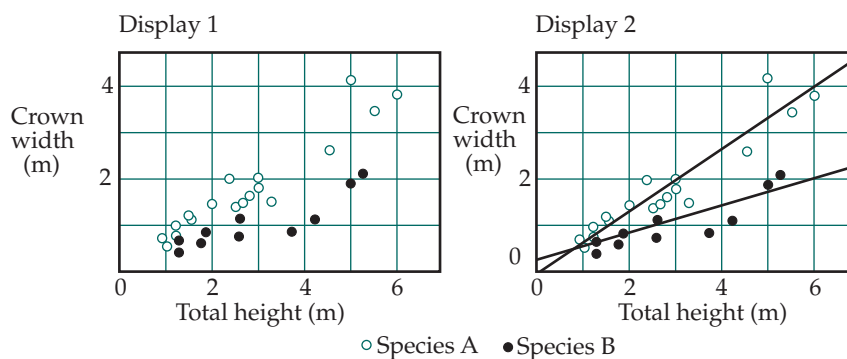 Display 1
Display 2
4
Crown
width
(m)
2
0
2
4
6
Total height (m)
4
Crown
width
(m)
2
0
0
2
4
6
Total height (m)
Species A
Species B